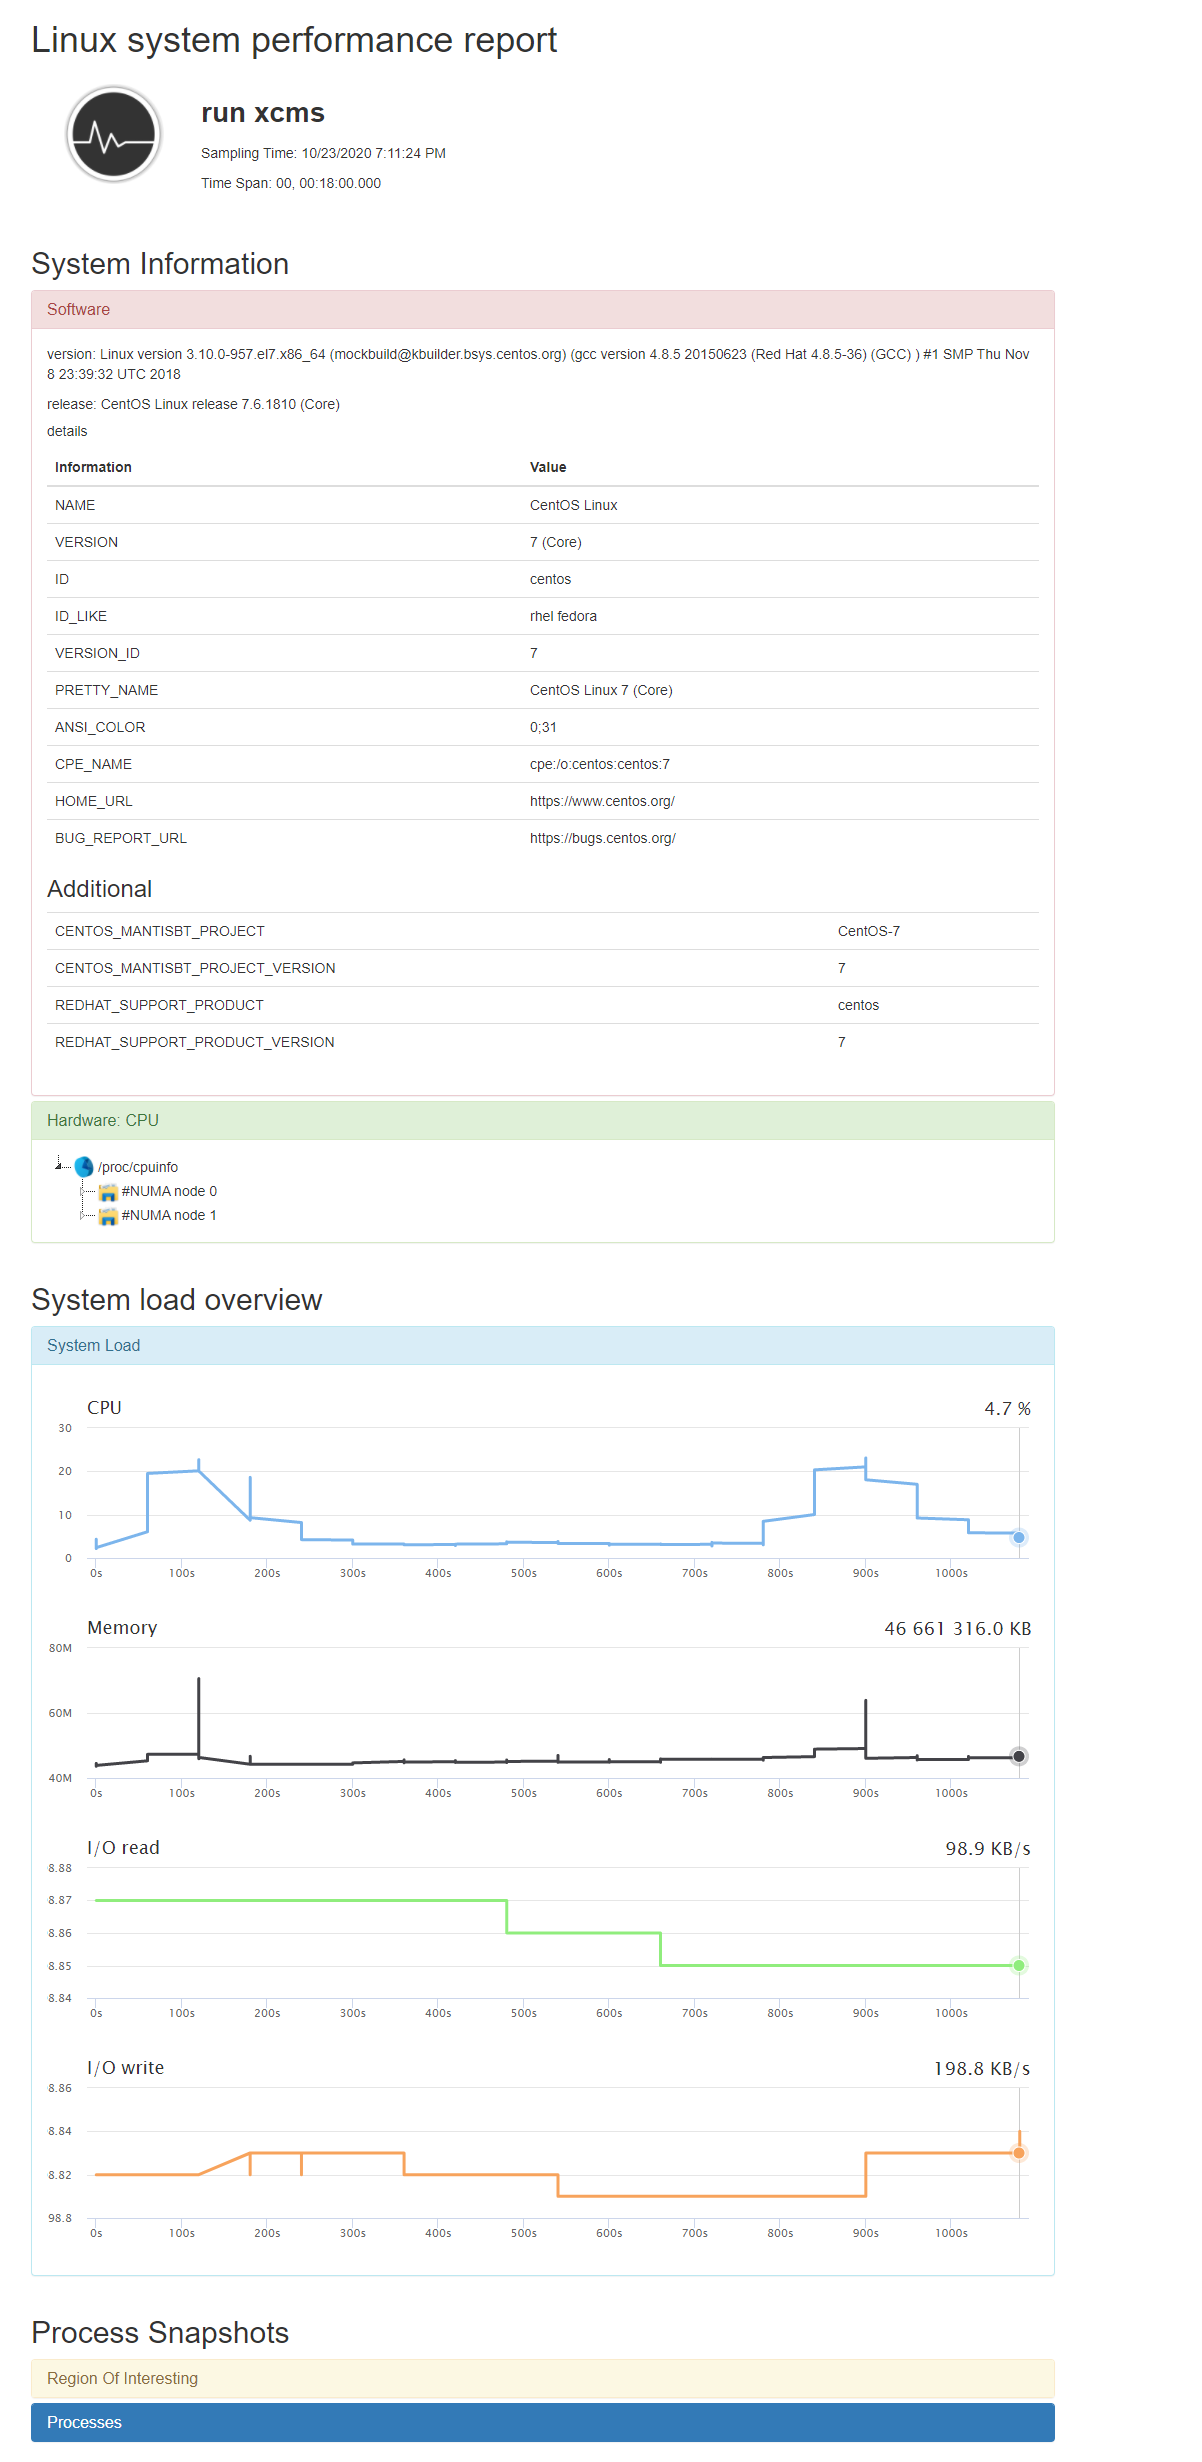 Linux system performance report
run xcms
Sampling Time: 10/23/2020 7:11:24 PM
Time Span: 00, 00:18:00.000
System Information
Software
version: Linux version 3.10.0-957.el7.x86_64 (mockbuild@kbuilder.bsys.centos.org) (gcc version 4.8.5 20150623 (Red Hat 4.8.5-36) (GCC) ) #1 SMP Thu Nov
8 23:39:32 UTC 2018
release: CentOS Linux release 7.6.1810 (Core)
details
Information Value
NAME CentOS Linux
VERSION 7 (Core)
ID centos
ID_LIKE rhel fedora
VERSION_ID 7
PRETTY_NAME CentOS Linux 7 (Core)
ANSI_COLOR 0;31
CPE_NAME cpe:/o:centos:centos:7
HOME_URL https://www.centos.org/
BUG_REPORT_URL https://bugs.centos.org/
Additional
CENTOS_MANTISBT_PROJECT CentOS-7
CENTOS_MANTISBT_PROJECT_VERSION 7
REDHAT_SUPPORT_PRODUCT centos
REDHAT_SUPPORT_PRODUCT_VERSION 7
Hardware: CPU
/proc/cpuinfo
#NUMA node 0
#NUMA node 1
System load overview
System Load
CPU 4.7 %
30
20
10
0
0s 100s 200s 300s 400s 500s 600s 700s 800s 900s 1000s
Memory 46 661 316.0 KB
80M
60M
40M
0s 100s 200s 300s 400s 500s 600s 700s 800s 900s 1000s
I/O read 98.9 KB/s
8.88
8.87
8.86
8.85
8.84
0s 100s 200s 300s 400s 500s 600s 700s 800s 900s 1000s
I/O write 198.8 KB/s
8.86
8.84
8.82
98.8
0s 100s 200s 300s 400s 500s 600s 700s 800s 900s 1000s
Process Snapshots
Region Of Interesting
Processes